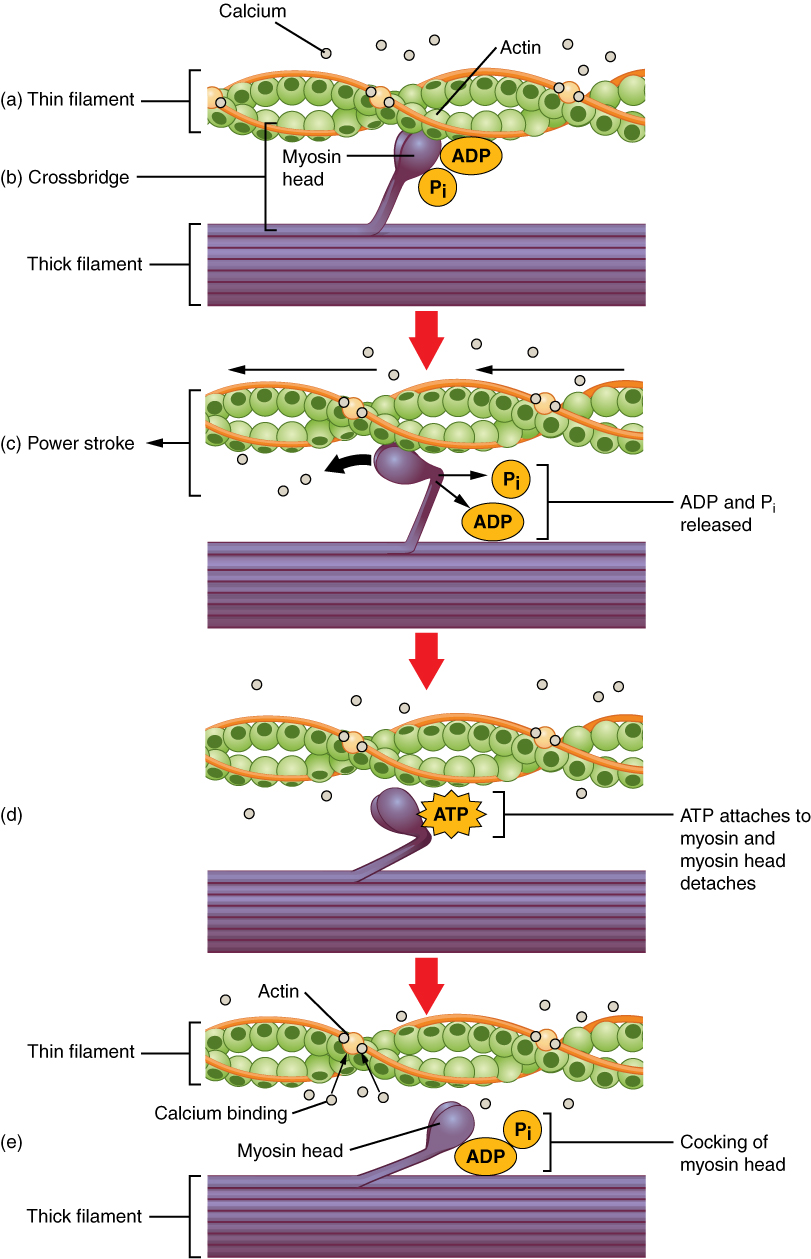 Calcium
Actin
(a) Thin filament
Myosin
head
ADP
Pi
(b) Crossbridge
Thick filament
(c) Power stroke
Pi
ADP
ADP and Pi
released
(d)
ATP
ATP attaches to
myosin and
myosin head
detaches
Actin
Thin filament
Calcium binding
(e)
Myosin head
Pi
ADP
Cocking of
myosin head
Thick filament